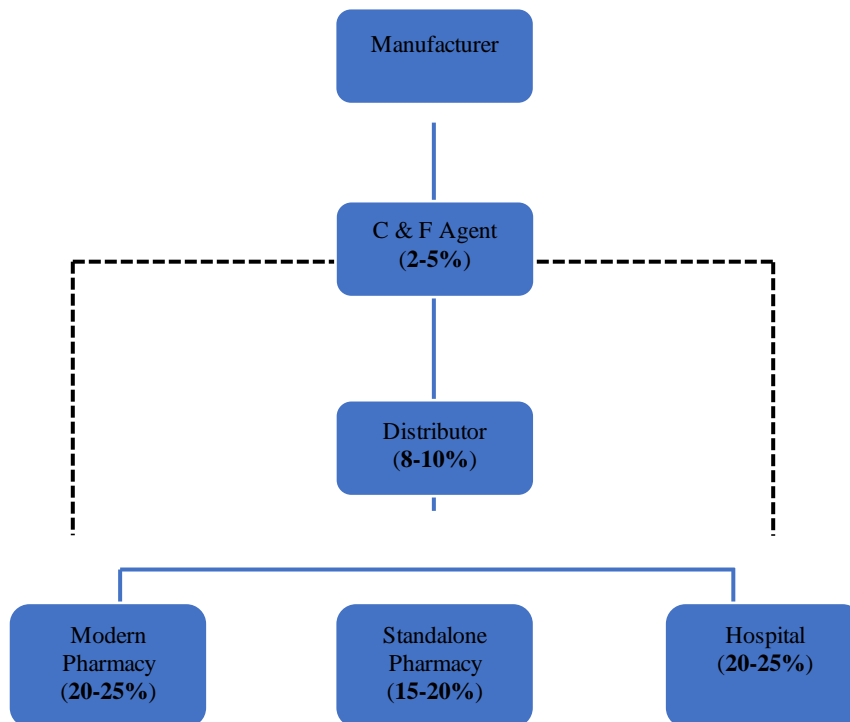 Manufacturer
C & F Agent
(2-5%)
Distributor
(8-10%)
Modern
Pharmacy
(20-25%)
Standalone
Pharmacy
(15-20%)
Hospital
(20-25%)